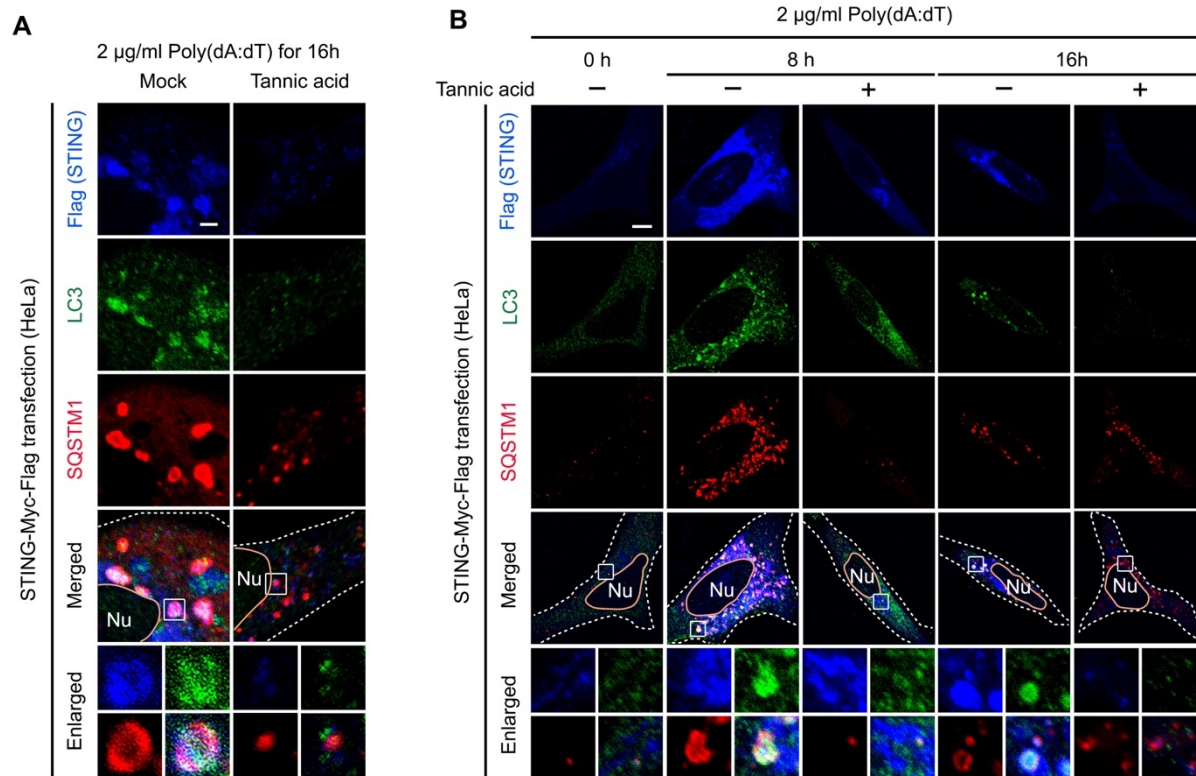 A
2 µg/ml Poly(dA:dT) for 16h
Mock Tannic acid
STING-Myc-Flag transfection (HeLa)
Flag (STING)
LC3
SQSTM1
Merged
Nu Nu
Enlarged
B
2 µg/ml Poly(dA:dT)
0 h 8 h 16h
Tannic acid − − + − +
STING-Myc-Flag transfection (HeLa)
Flag (STING)
LC3
SQSTM1
Merged
Nu Nu Nu Nu Nu
Enlarged